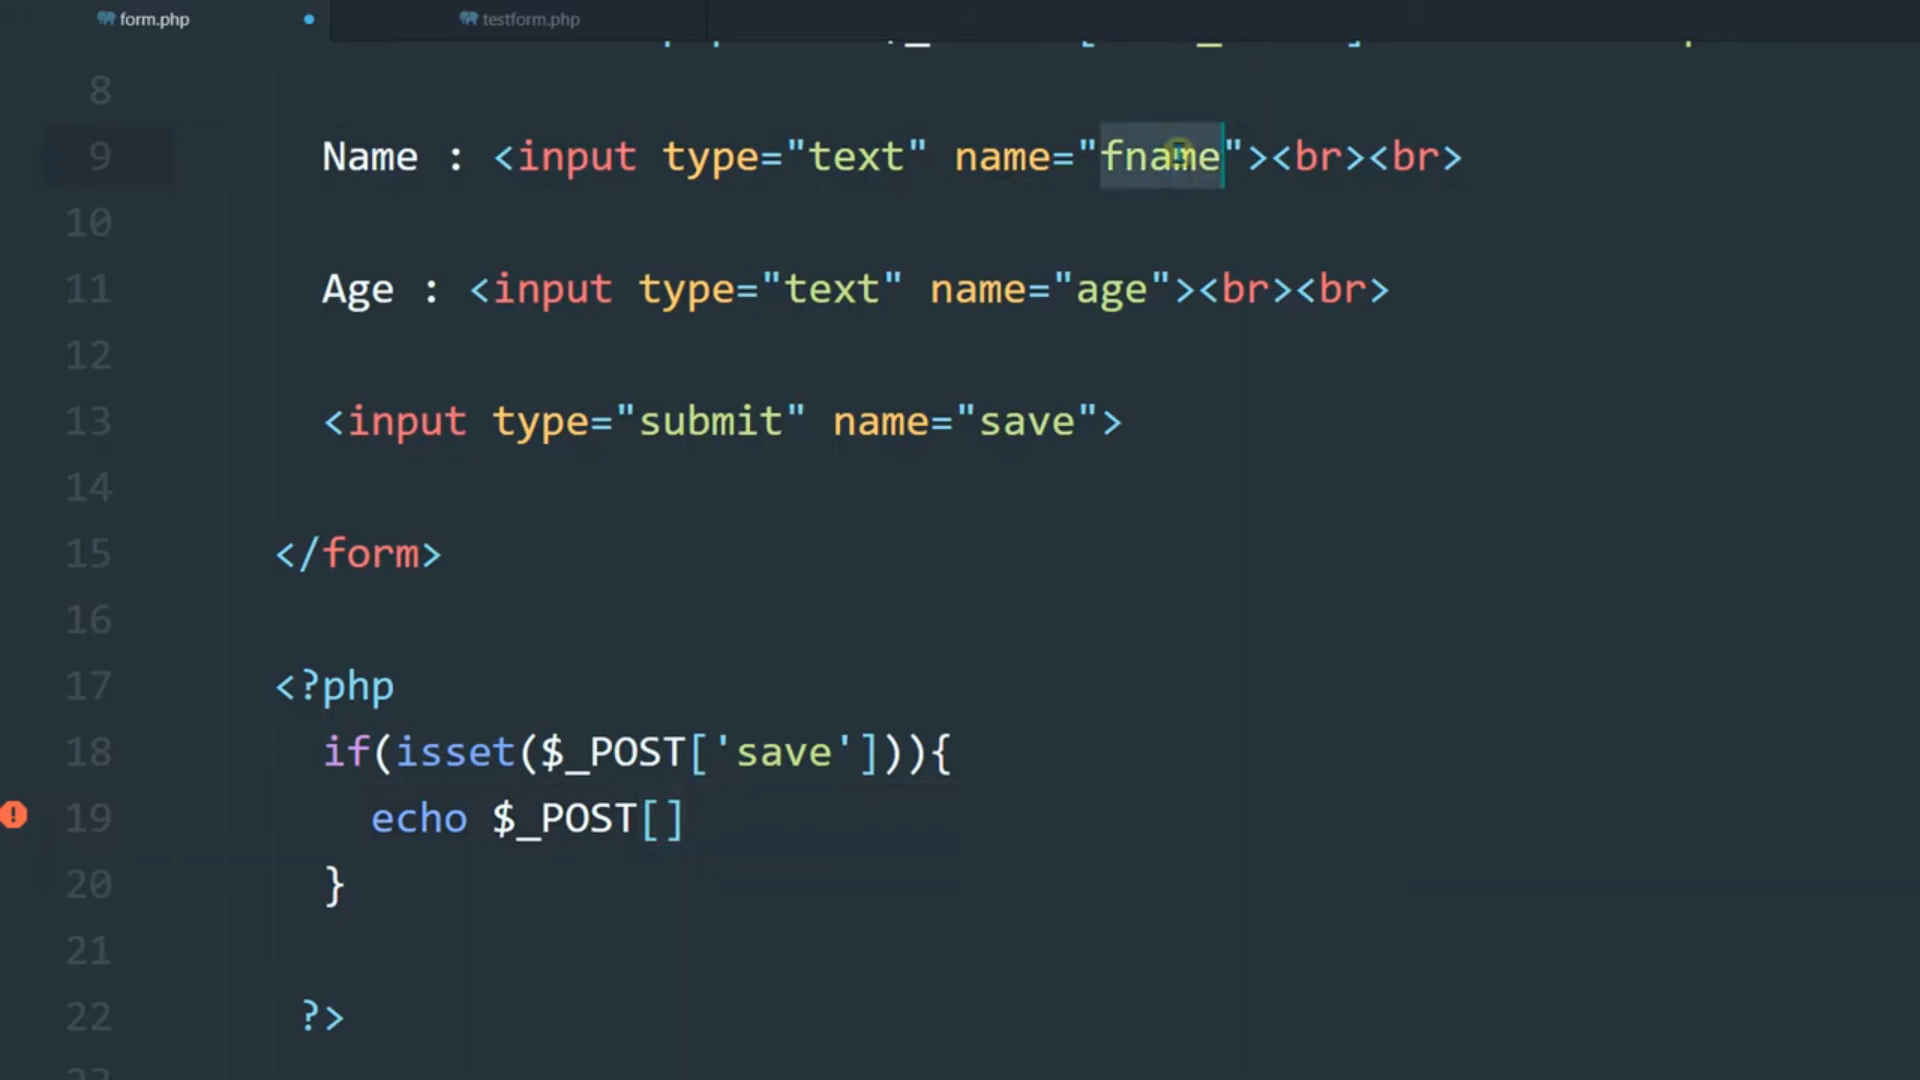 form.php
testform.php
8
9 Name : <input type="text" name="fname"><br><br>
10
11 Age : <input type="text" name="age"><br><br>
12
13 <input type="submit" name="save">
14
15 </form>
16
17 <?php
18 if(isset($_POST['save'])){
19 echo $_POST[]
20 }
21
22 ?>